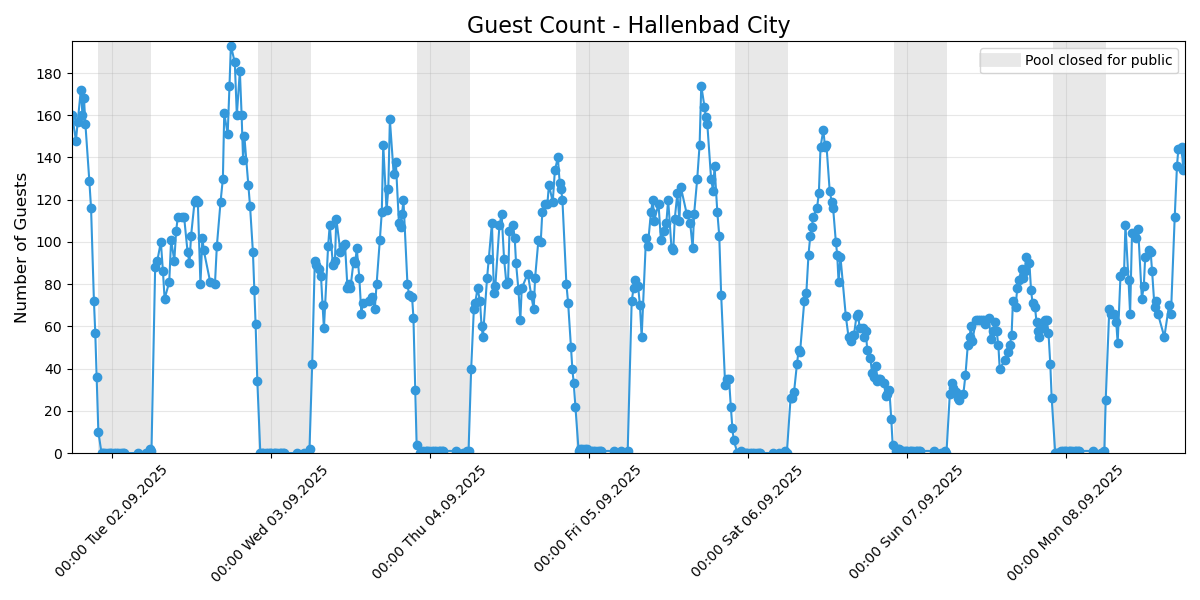 Guest Count - Hallenbad City
Pool closed for public
Number of Guests
180
160
140
120
100
80
60
40
20
0
00:00 Tue 02.09.2025
00:00 Wed 03.09.2025
00:00 Thu 04.09.2025
00:00 Fri 05.09.2025
00:00 Sat 06.09.2025
00:00 Sun 07.09.2025
00:00 Mon 08.09.2025